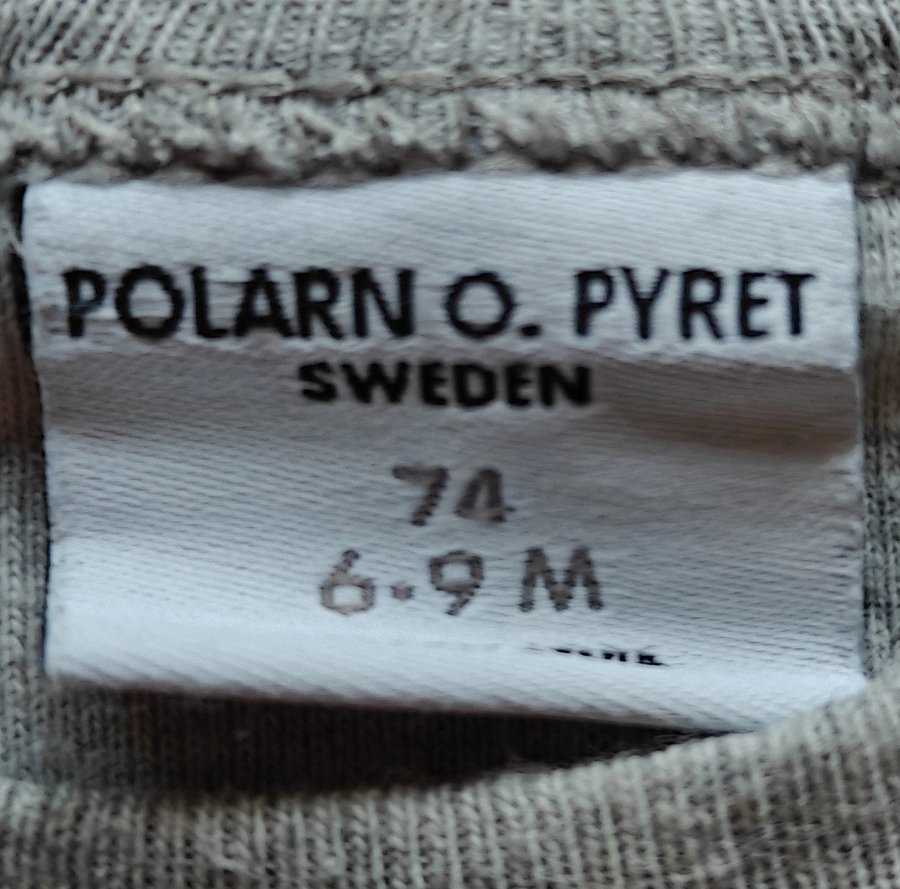 POLARN O. PYRET
SWEDEN
74
6-9 M